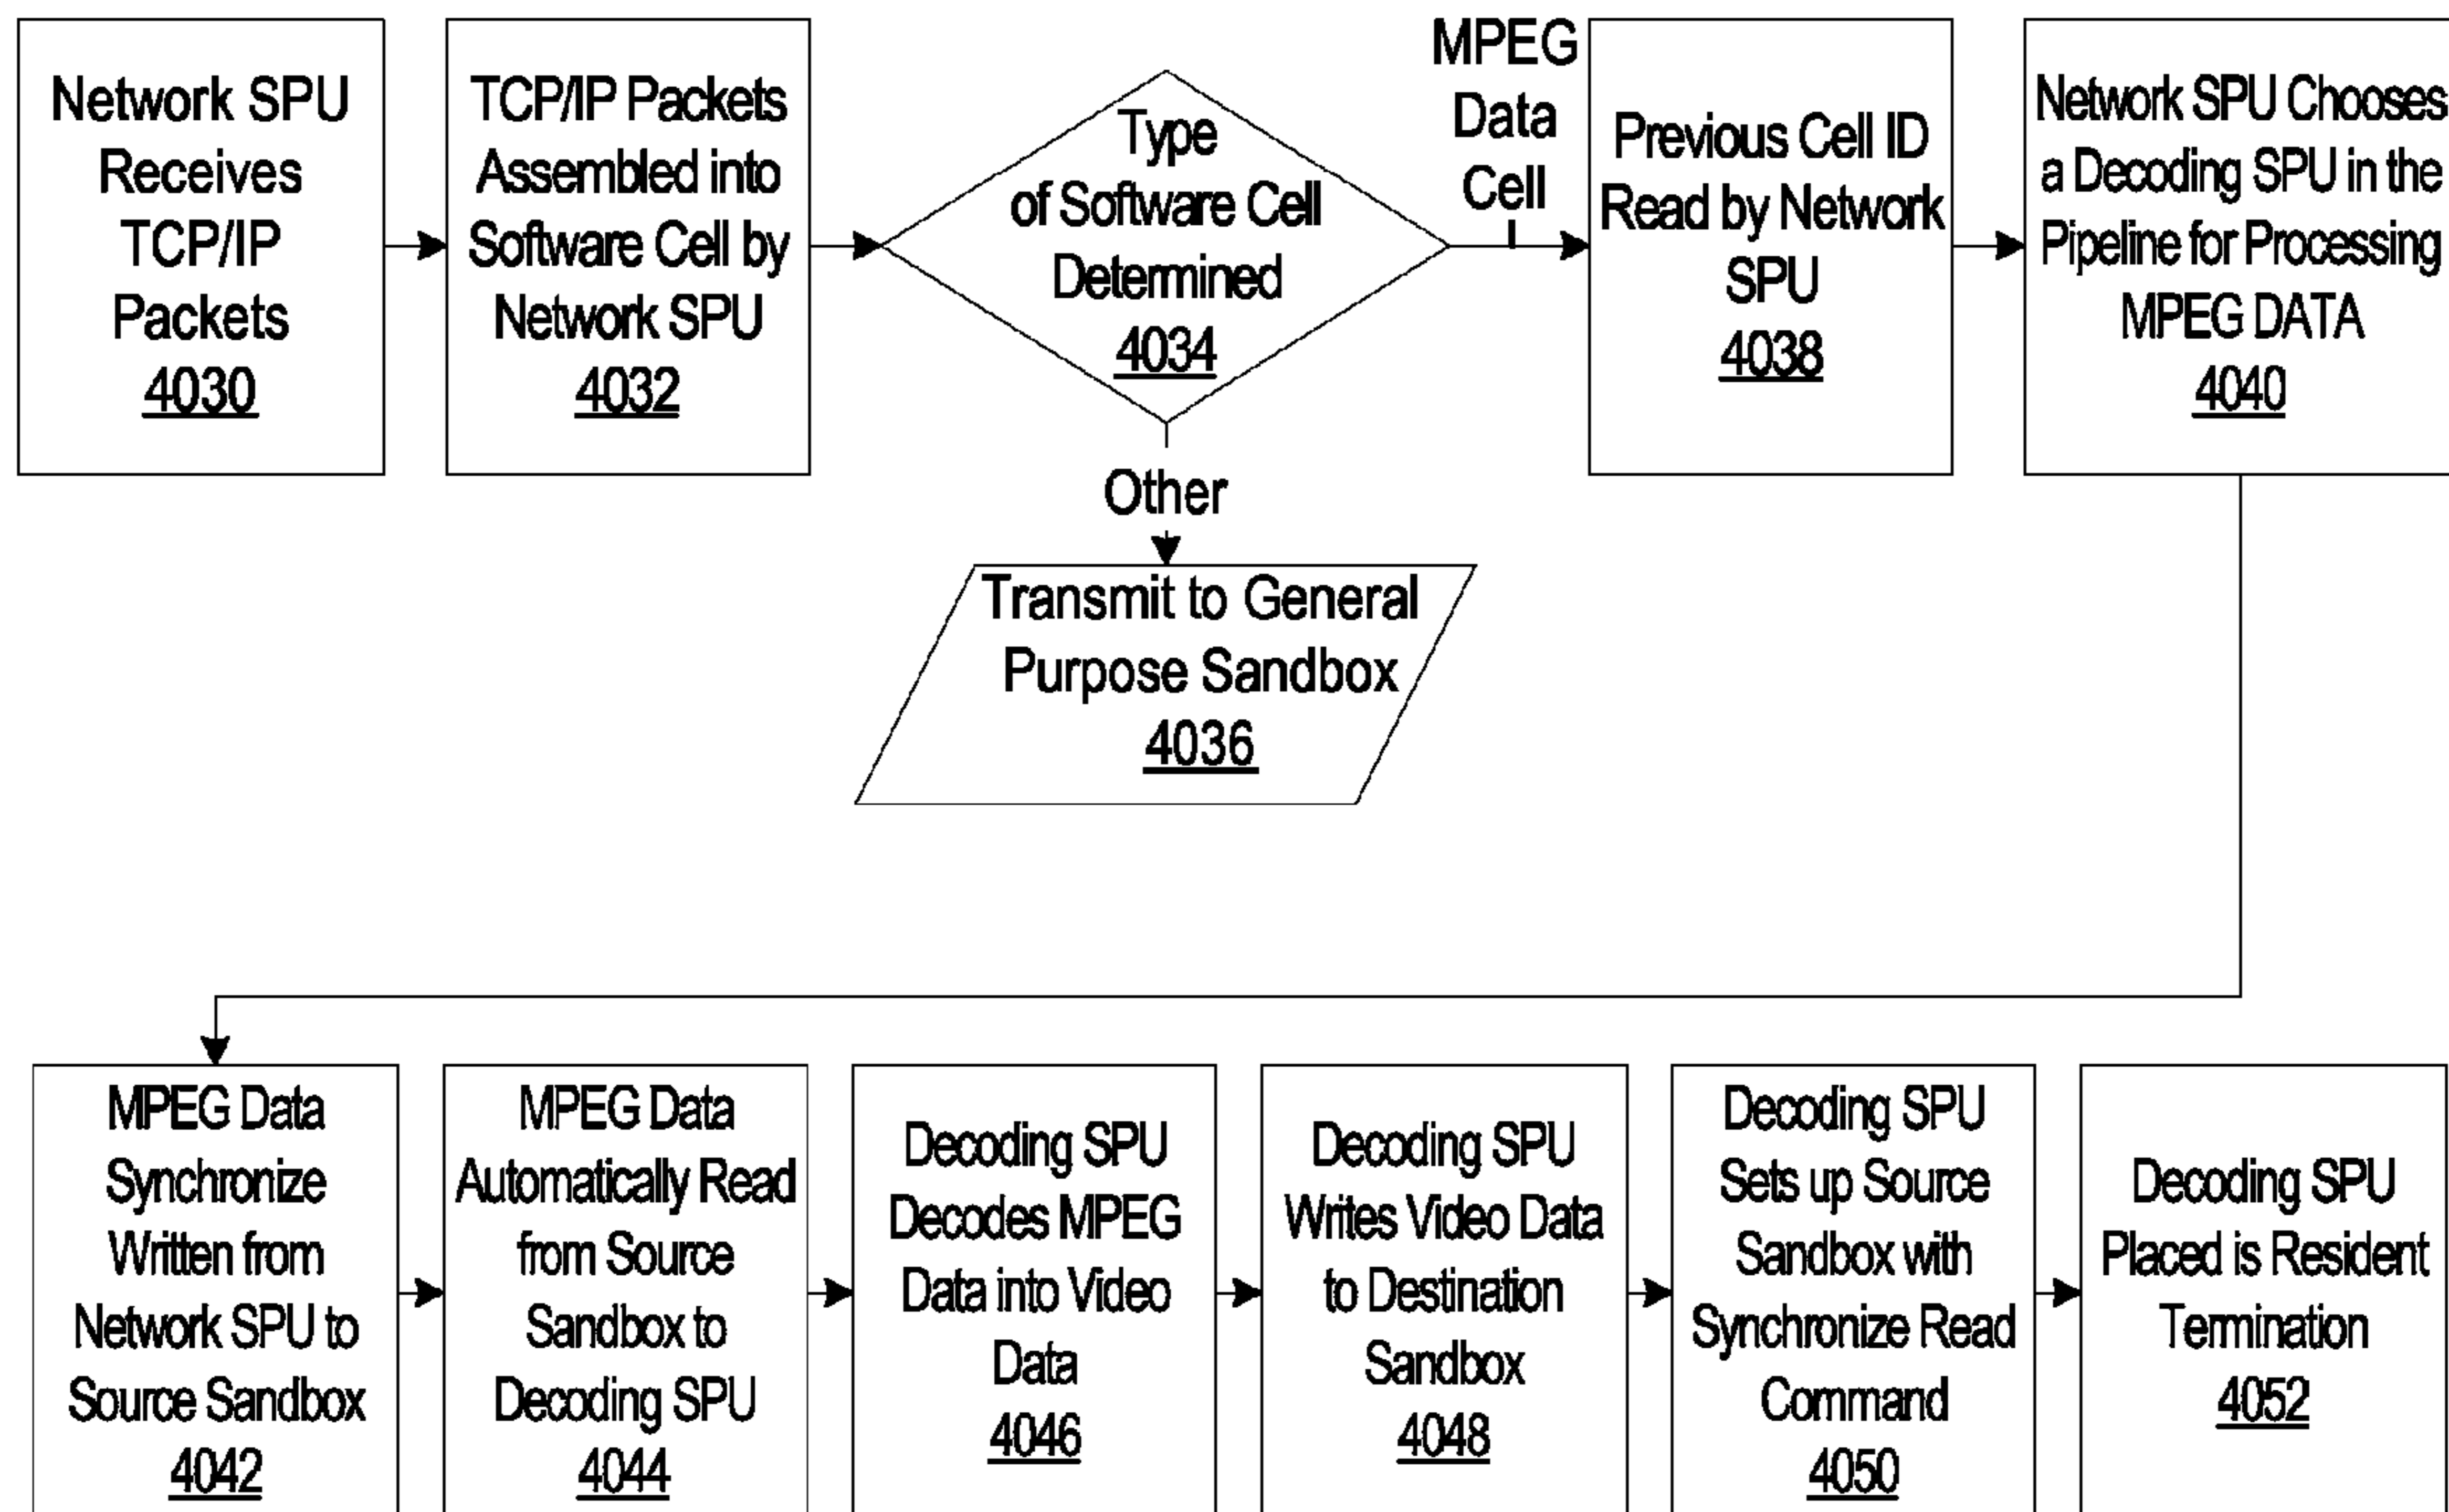 Network SPU
Receives
TCP/IP
Packets
4030
TCP/IP Packets
Assembled into
Software Cell by
Network SPU
4032
Type
of Software Cell
Determined
4034
MPEG
Data
Cell
Previous Cell ID
Read by Network
SPU
4038
Network SPU Chooses
a Decoding SPU in the
Pipeline for Processing
MPEG DATA
4040
Other
Transmit to General
Purpose Sandbox
4036
MPEG Data
Synchronize
Written from
Network SPU to
Source Sandbox
4042
MPEG Data
Automatically Read
from Source
Sandbox to
Decoding SPU
4044
Decoding SPU
Decodes MPEG
Data into Video
Data
4046
Decoding SPU
Writes Video Data
to Destination
Sandbox
4048
Decoding SPU
Sets up Source
Sandbox with
Synchronize Read
Command
4050
Decoding SPU
Placed is Resident
Termination
4052